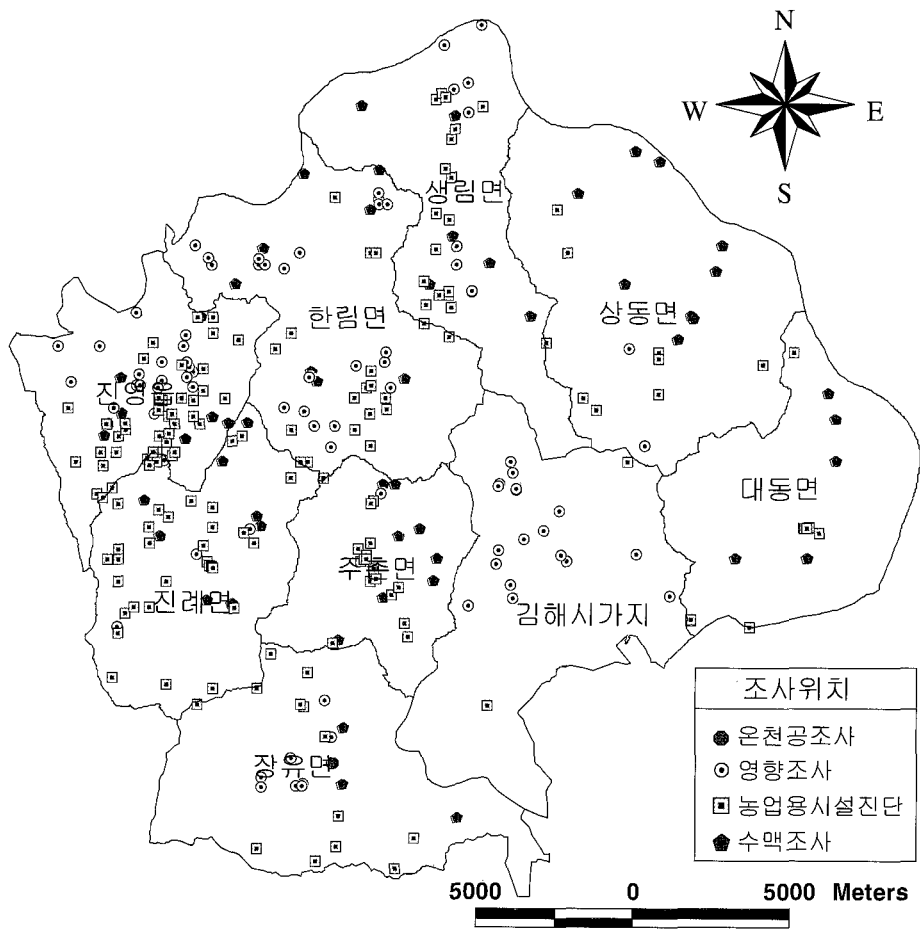 N
W E
S
생림면
한림면
상동면
진영읍
대동면
주촌면
진례면
김해시가지
장유면
조사위치
온천공조사
영향조사
농업용시설진단
수맥조사
5000 0 5000 Meters